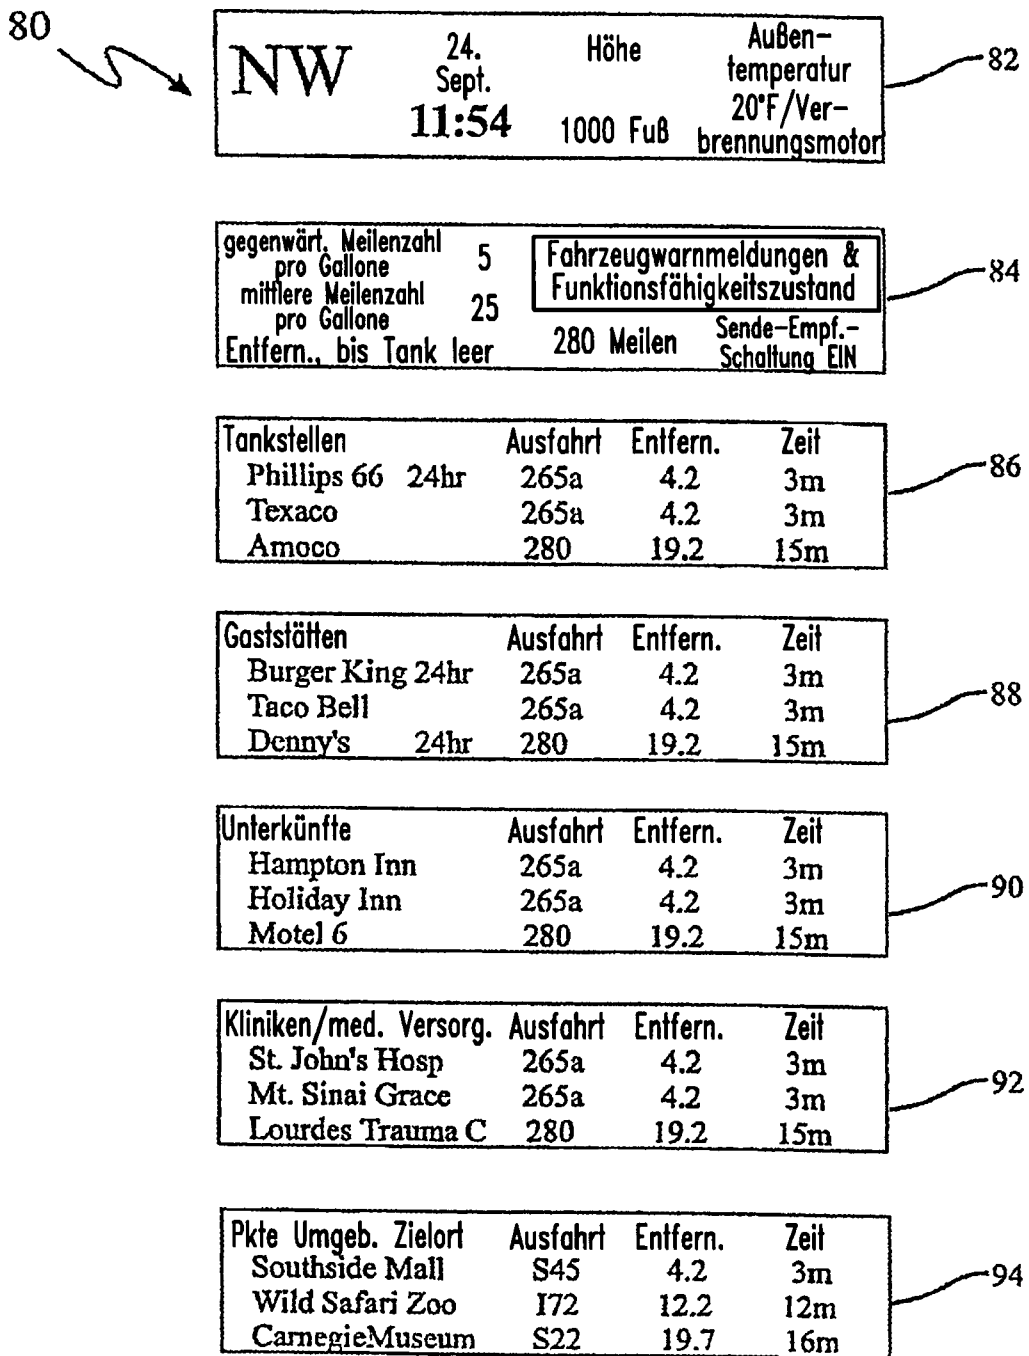 80
NW
24.
Sept.
11:54
Höhe
1000 Fuß
Außen-
temperatur
20°F/Ver-
brennungsmotor
82
gegenwärt. Meilenzahl
pro Gallone 5
mittlere Meilenzahl
pro Gallone 25
Entfern., bis Tank leer 280 Meilen
Fahrzeugwarnmeldungen &
Funktionsfähigkeitszustand
Sende-Empf.-
Schaltung EIN
84
Tankstellen Ausfahrt Entfern. Zeit
Phillips 66 24hr 265a 4.2 3m
Texaco 265a 4.2 3m
Amoco 280 19.2 15m
86
Gaststätten Ausfahrt Entfern. Zeit
Burger King 24hr 265a 4.2 3m
Taco Bell 265a 4.2 3m
Denny's 24hr 280 19.2 15m
88
Unterkünfte Ausfahrt Entfern. Zeit
Hampton Inn 265a 4.2 3m
Holiday Inn 265a 4.2 3m
Motel 6 280 19.2 15m
90
Kliniken/med. Versorg. Ausfahrt Entfern. Zeit
St. John's Hosp 265a 4.2 3m
Mt. Sinai Grace 265a 4.2 3m
Lourdes Trauma C 280 19.2 15m
92
Pkte Umgeb. Zielort Ausfahrt Entfern. Zeit
Southside Mall S45 4.2 3m
Wild Safari Zoo I72 12.2 12m
CarnegieMuseum S22 19.7 16m
94